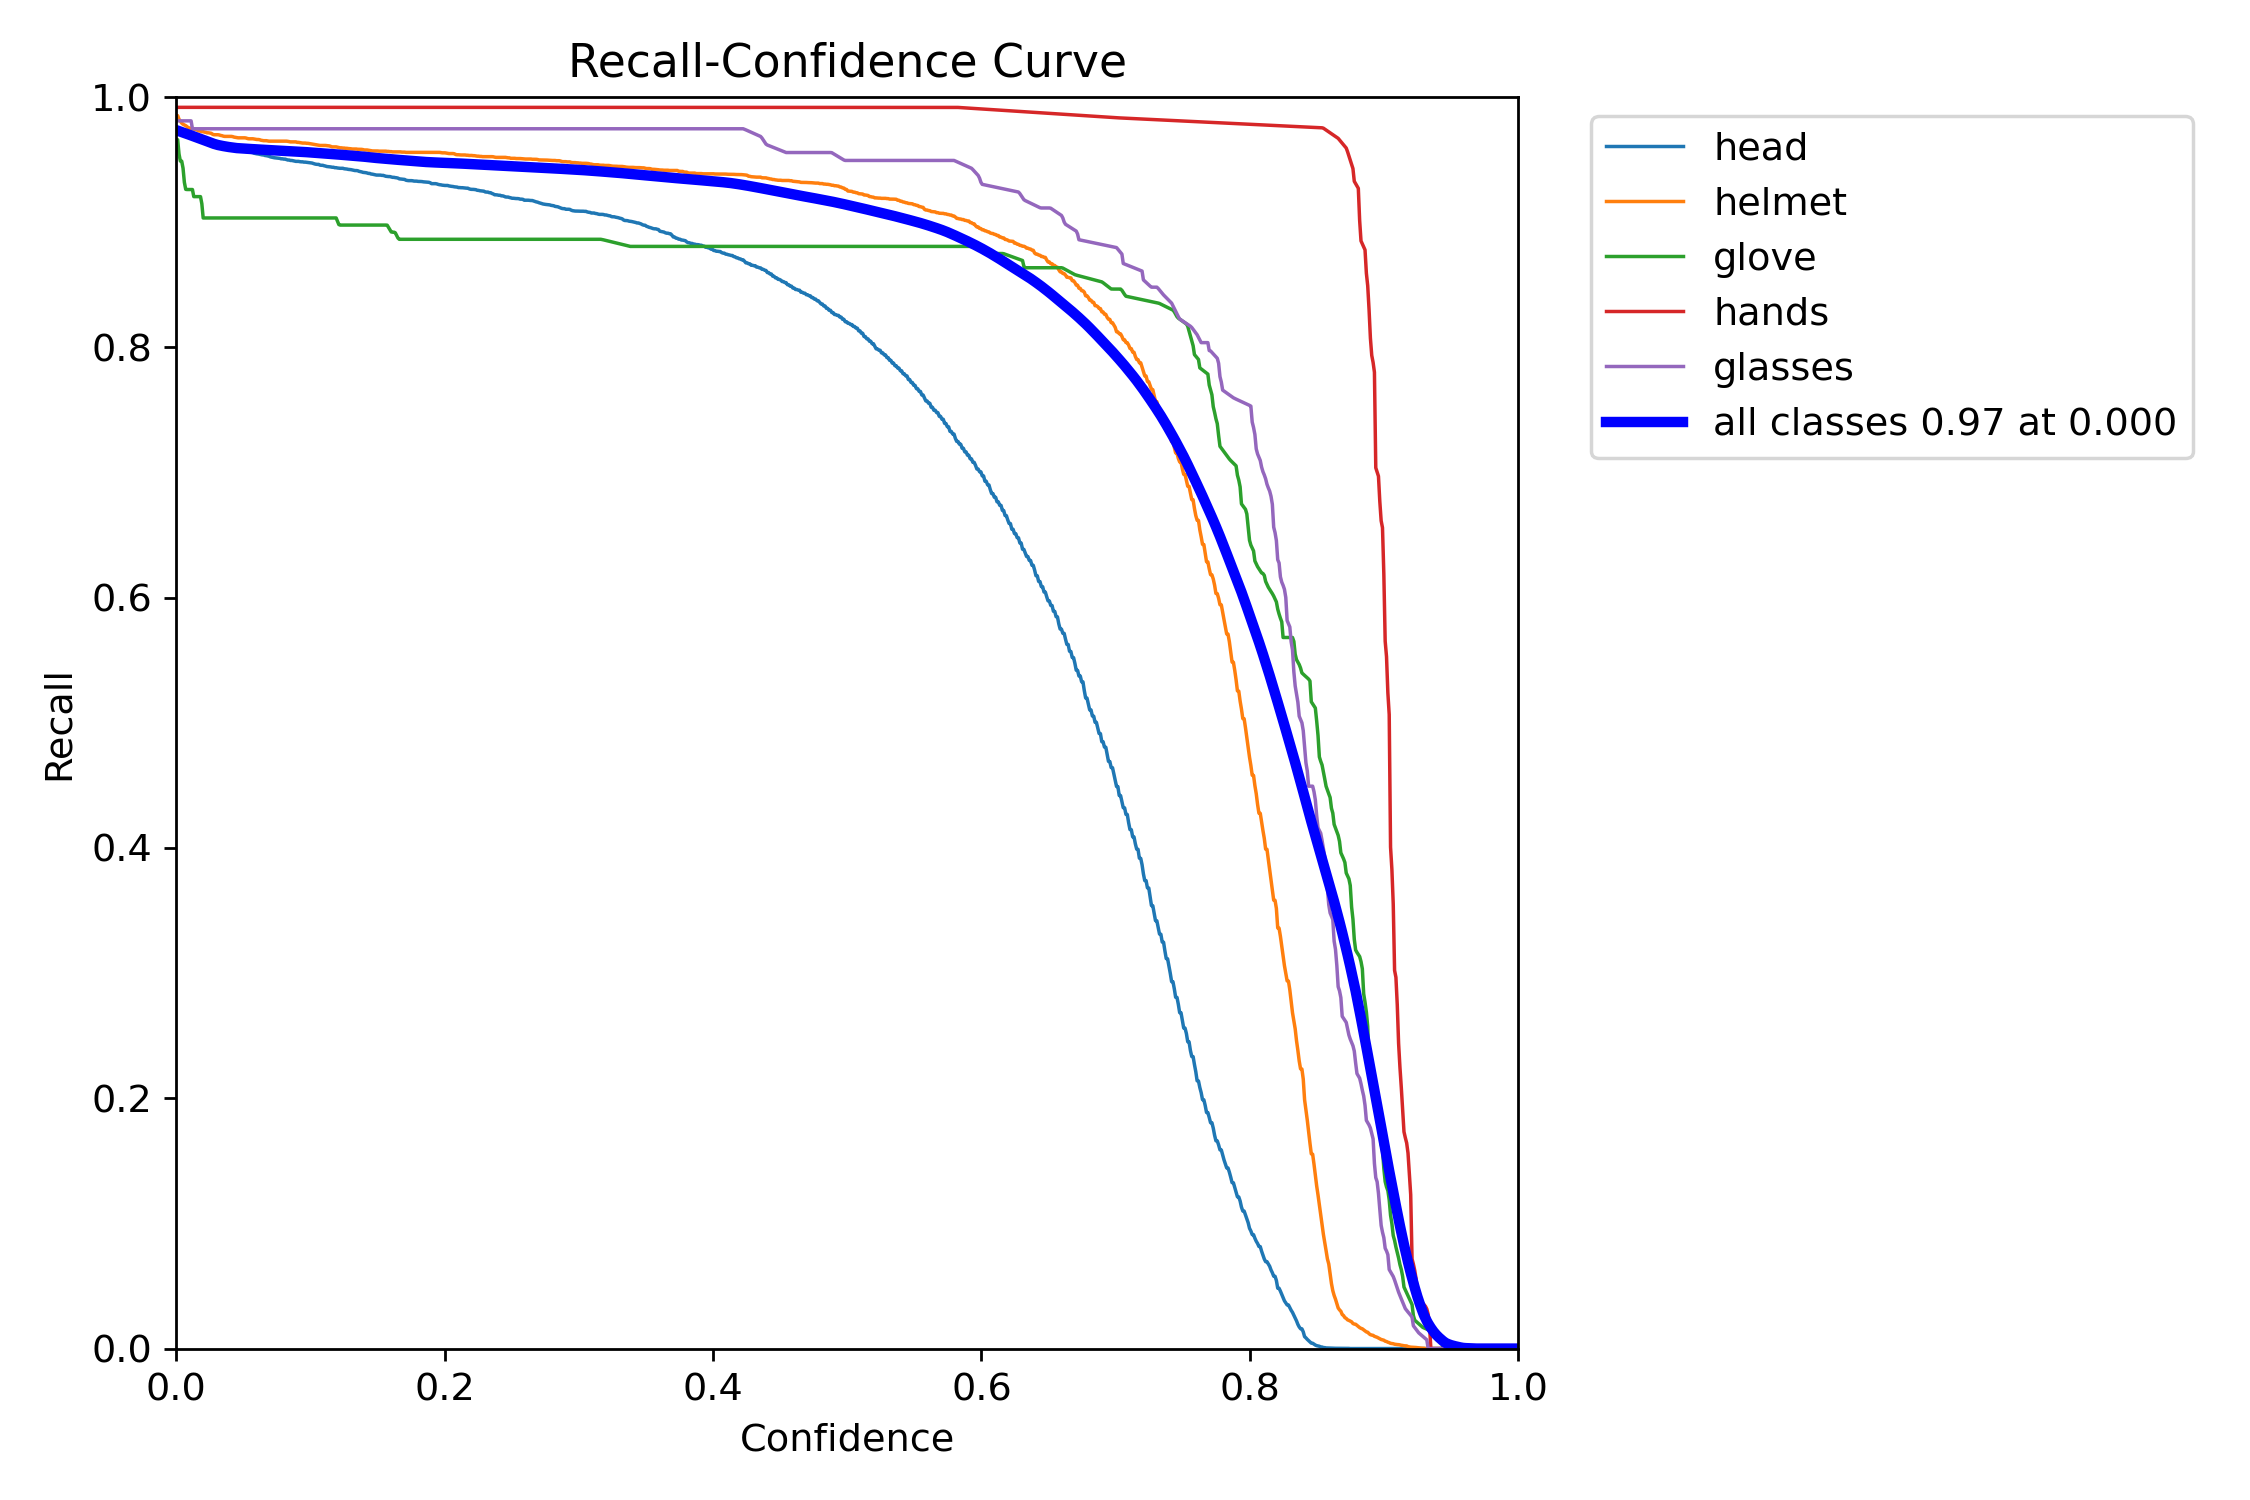 Recall-Confidence Curve
1.0
0.8
0.6
0.4
0.2
0.0
Recall
0.0 0.2 0.4 0.6 0.8 1.0
Confidence
head
helmet
glove
hands
glasses
all classes 0.97 at 0.000